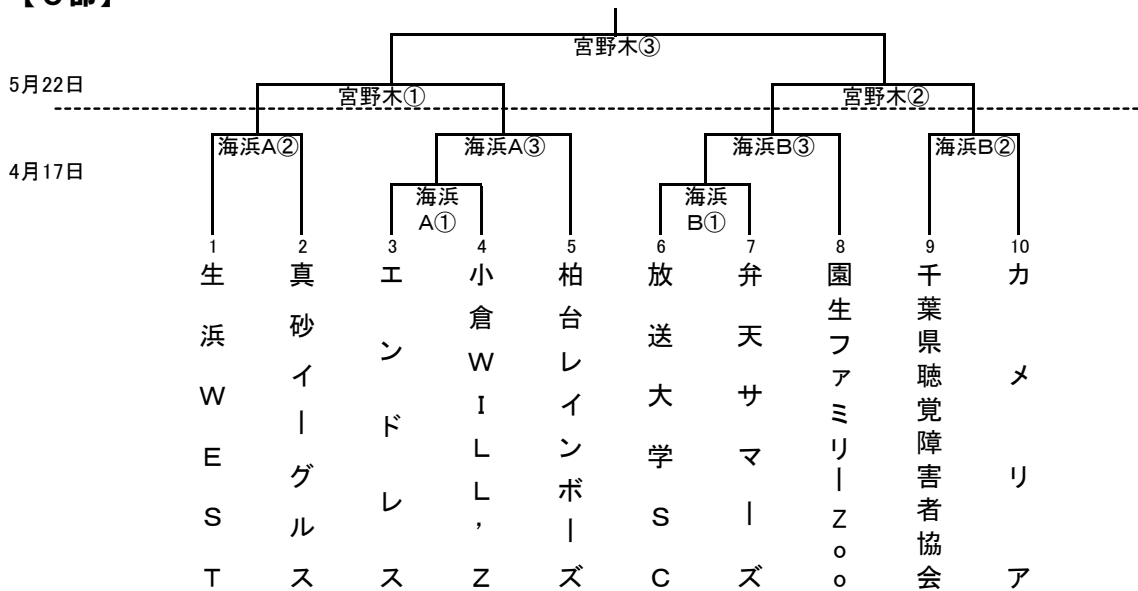 宮野木③
5月22日
宮野木① 宮野木②
海浜A② 海浜A③ 海浜B③ 海浜B②
4月17日
海浜A① 海浜B①
1 2 3 4 5 6 7 8 9 10
生浜WEST
真砂イーグルス
エンドレス
小倉WILL'Z
柏台レインボーズ
放送大学SC
弁天サマーズ
園生ファミリーZoo
千葉県聴覚障害者協会
カメリア